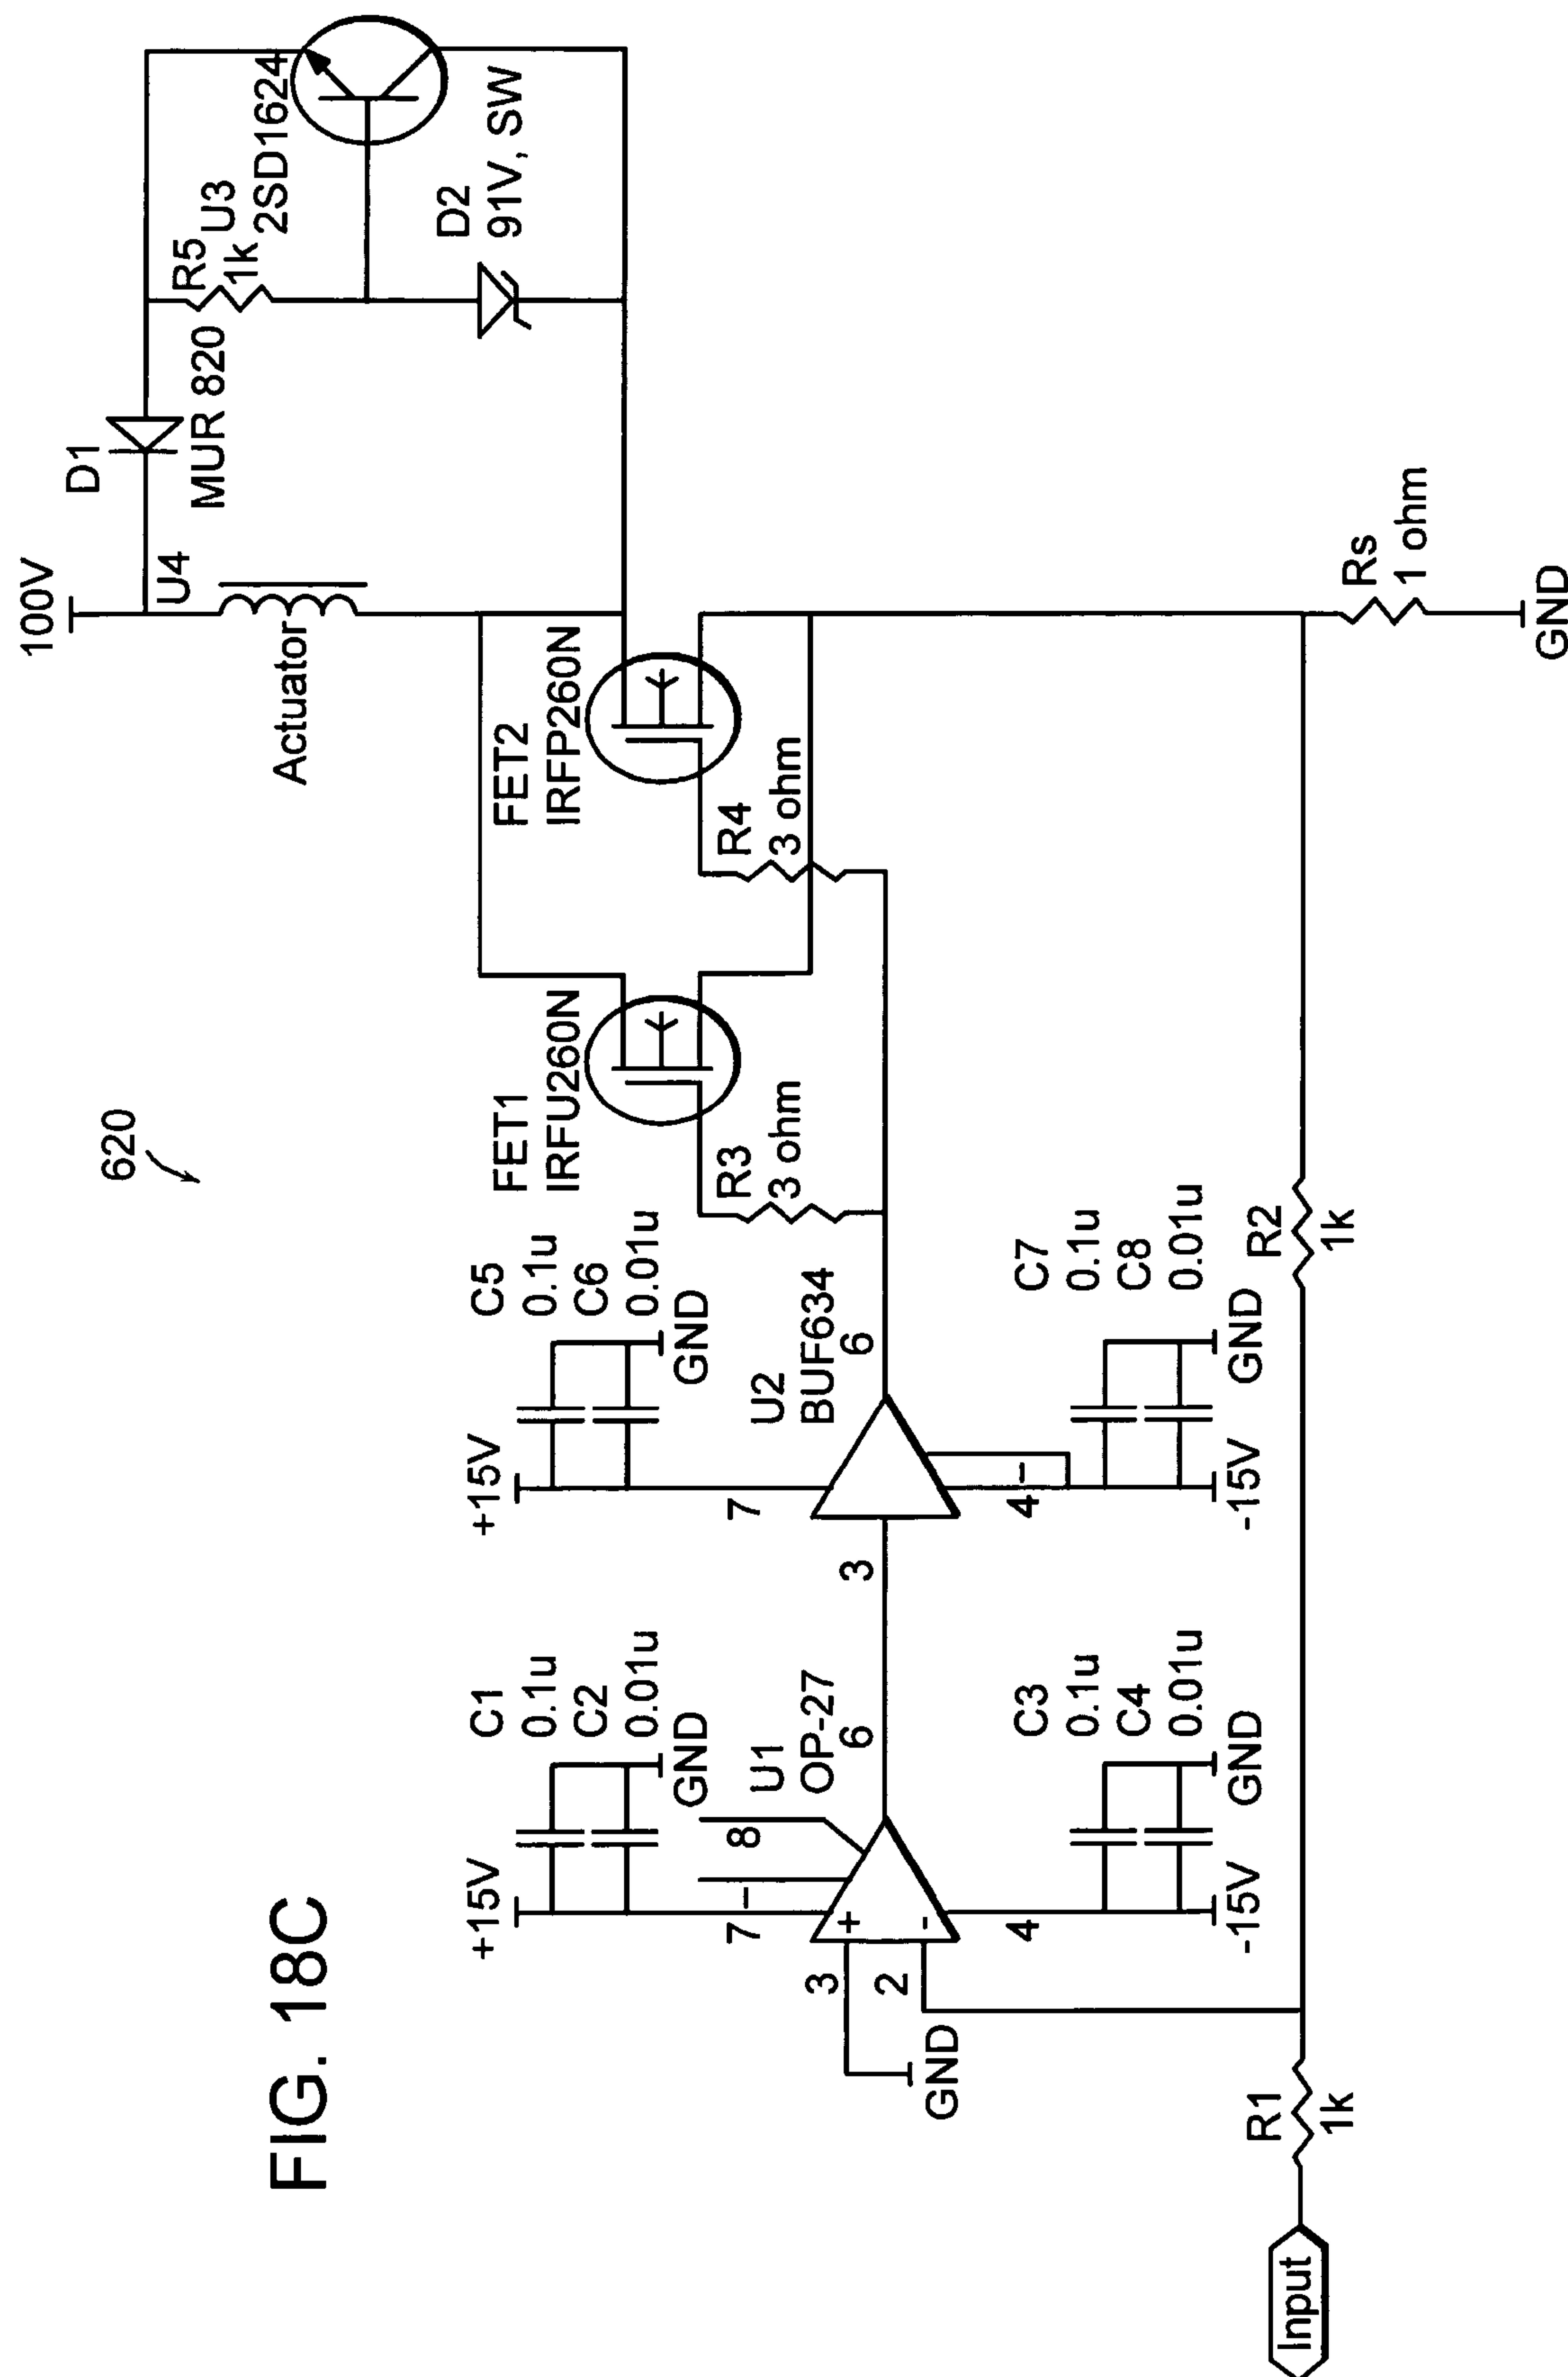 FIG. 18C
620
100V
U4
Actuator
D1
MUR 820
R5
1k
U3
2SD1624
D2
91V, SW
FET1
IRFU260N
FET2
IRFP260N
R3
3 ohm
R4
3 ohm
+15V
C1
0.1u
C2
0.01u
GND
+15V
C5
0.1u
C6
0.01u
GND
7
-
8
U1
OP-27
6
+
-
3
2
GND
4
-15V
C3
0.1u
C4
0.01u
GND
7
U2
BUF634
6
3
4
-
-15V
C7
0.1u
C8
0.01u
GND
Input
R1
1k
R2
1k
Rs
1 ohm
GND